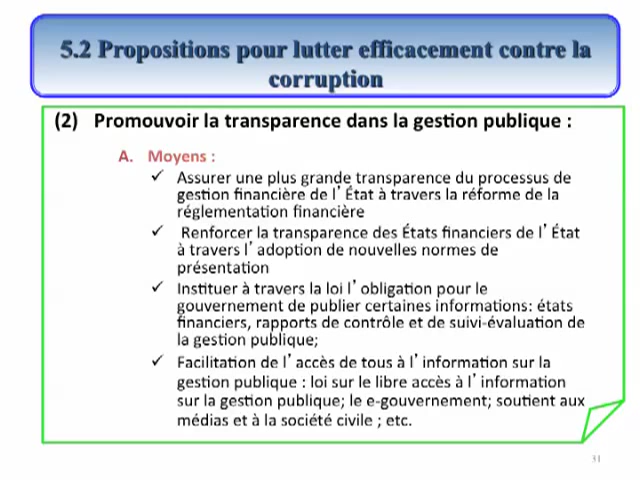 5.2 Propositions pour lutter efficacement contre la
corruption
(2) Promouvoir la transparence dans la gestion publique :
A. Moyens :
✓ Assurer une plus grande transparence du processus de
gestion financière de l’État à travers la réforme de la
réglementation financière
✓ Renforcer la transparence des États financiers de l’État
à travers l’adoption de nouvelles normes de
présentation
✓ Instituer à travers la loi l’obligation pour le
gouvernement de publier certaines informations: états
financiers, rapports de contrôle et de suivi-évaluation de
la gestion publique;
✓ Facilitation de l’accès de tous à l’information sur la
gestion publique : loi sur le libre accès à l’information
sur la gestion publique; le e-gouvernement; soutient aux
médias et à la société civile ; etc.
31